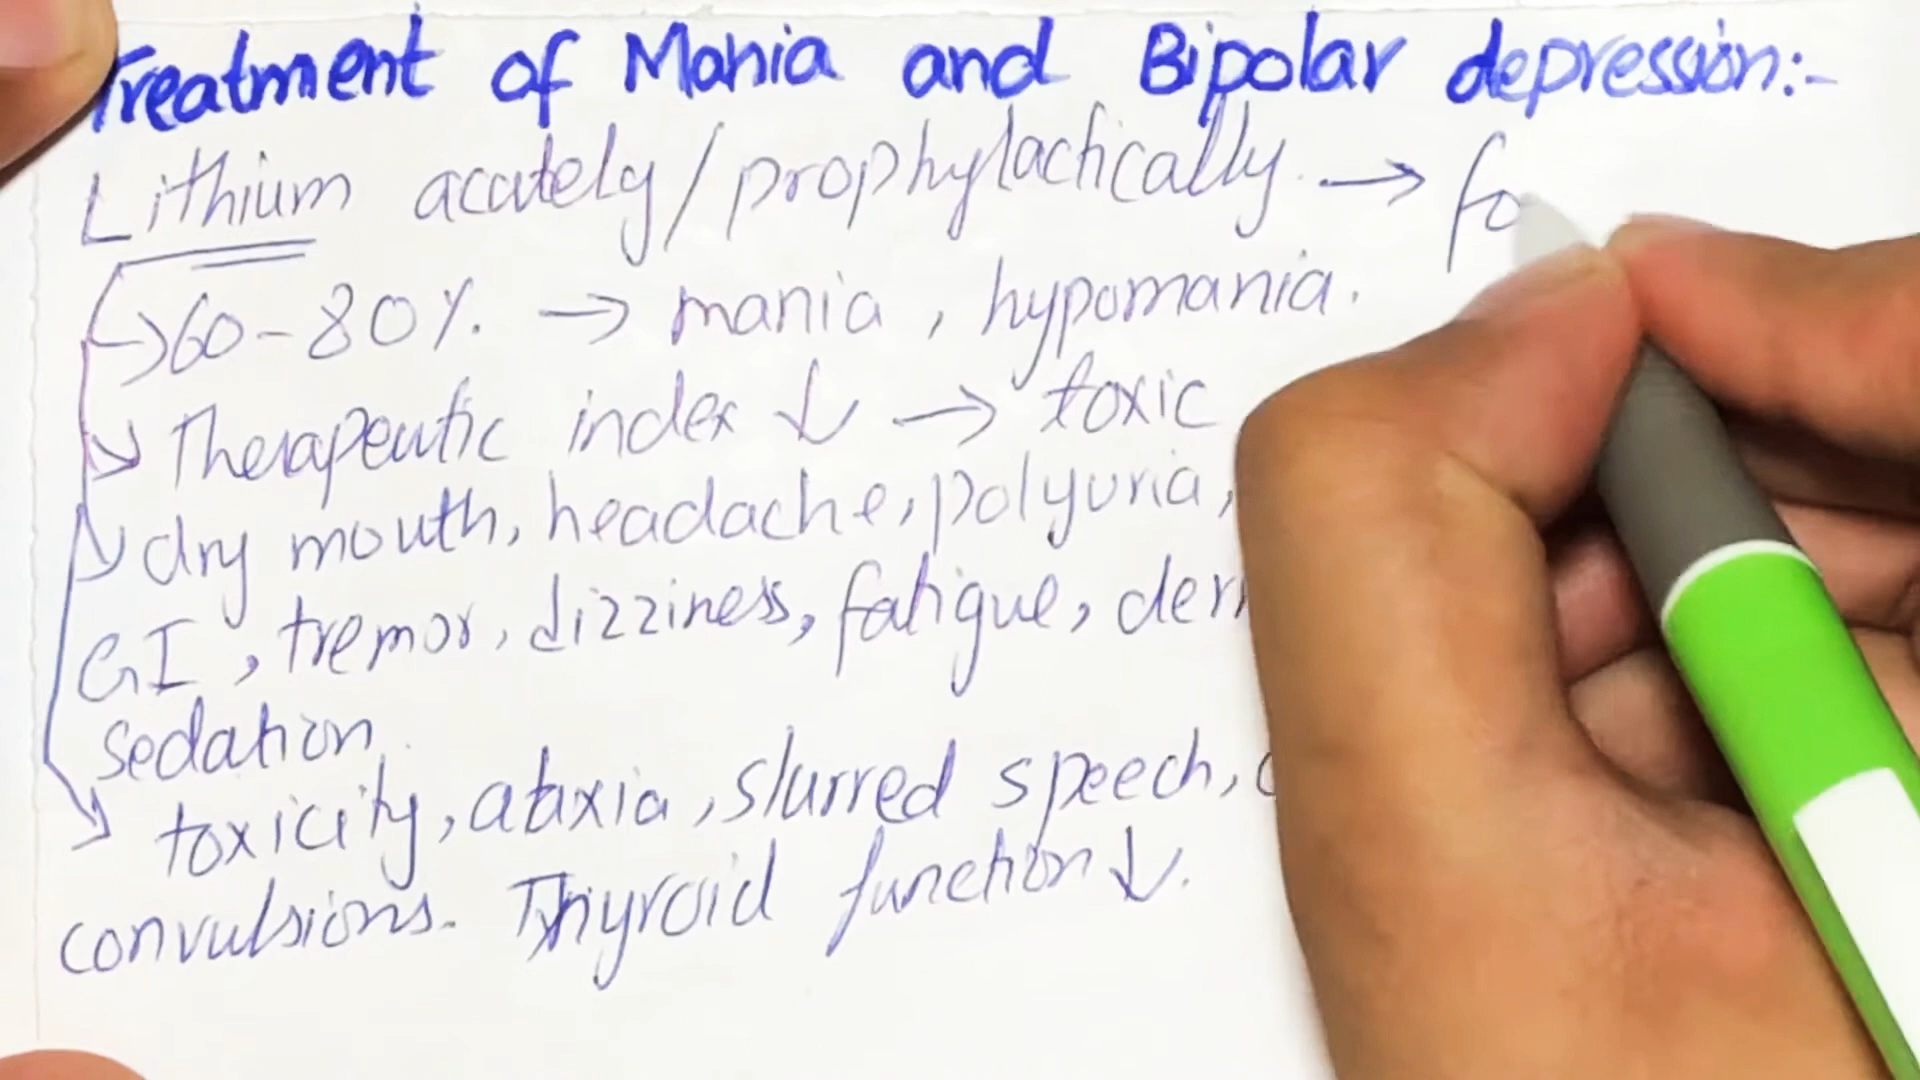 Treatment of Mania and Bipolar depression:-
Lithium acutely/prophylactically. → fo
→ 60-80%. → mania, hypomania.
↘ Therapeutic index ↓ → toxic
↘ dry mouth, headache, polyuria,
GI, tremor, dizziness, fatigue, der
sedation
↘ toxicity, ataxia, slurred speech,
convulsions. Thyroid function ↓.